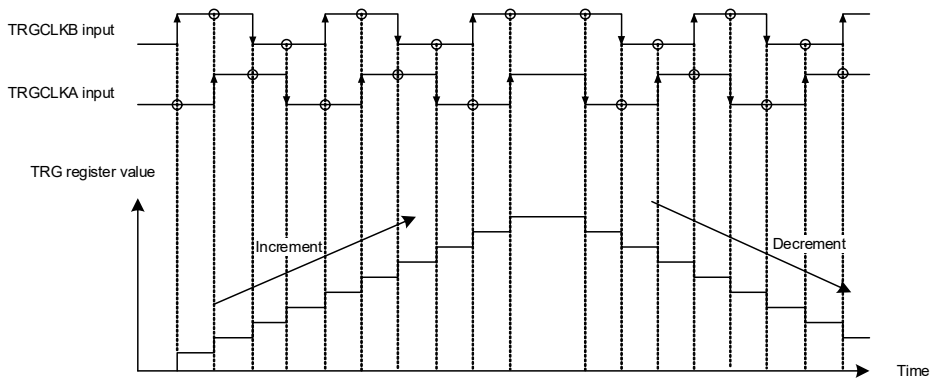 TRGCLKB input
TRGCLKA input
TRG register value
Increment
Decrement
Time